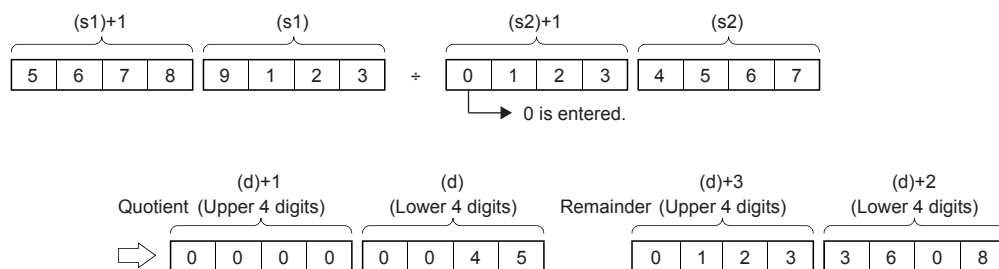 (s1)+1 (s1) (s2)+1 (s2)
5 6 7 8 9 1 2 3 ÷ 0 1 2 3 4 5 6 7
0 is entered.
(d)+1 (d) (d)+3 (d)+2
Quotient (Upper 4 digits) (Lower 4 digits) Remainder (Upper 4 digits) (Lower 4 digits)
0 0 0 0 0 0 4 5 0 1 2 3 3 6 0 8